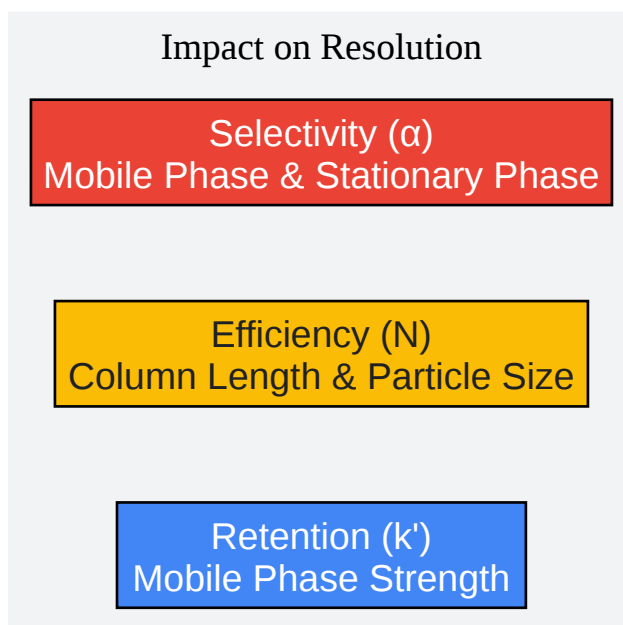 Impact on Resolution
Selectivity (α)
Mobile Phase & Stationary Phase
Efficiency (N)
Column Length & Particle Size
Retention (k')
Mobile Phase Strength